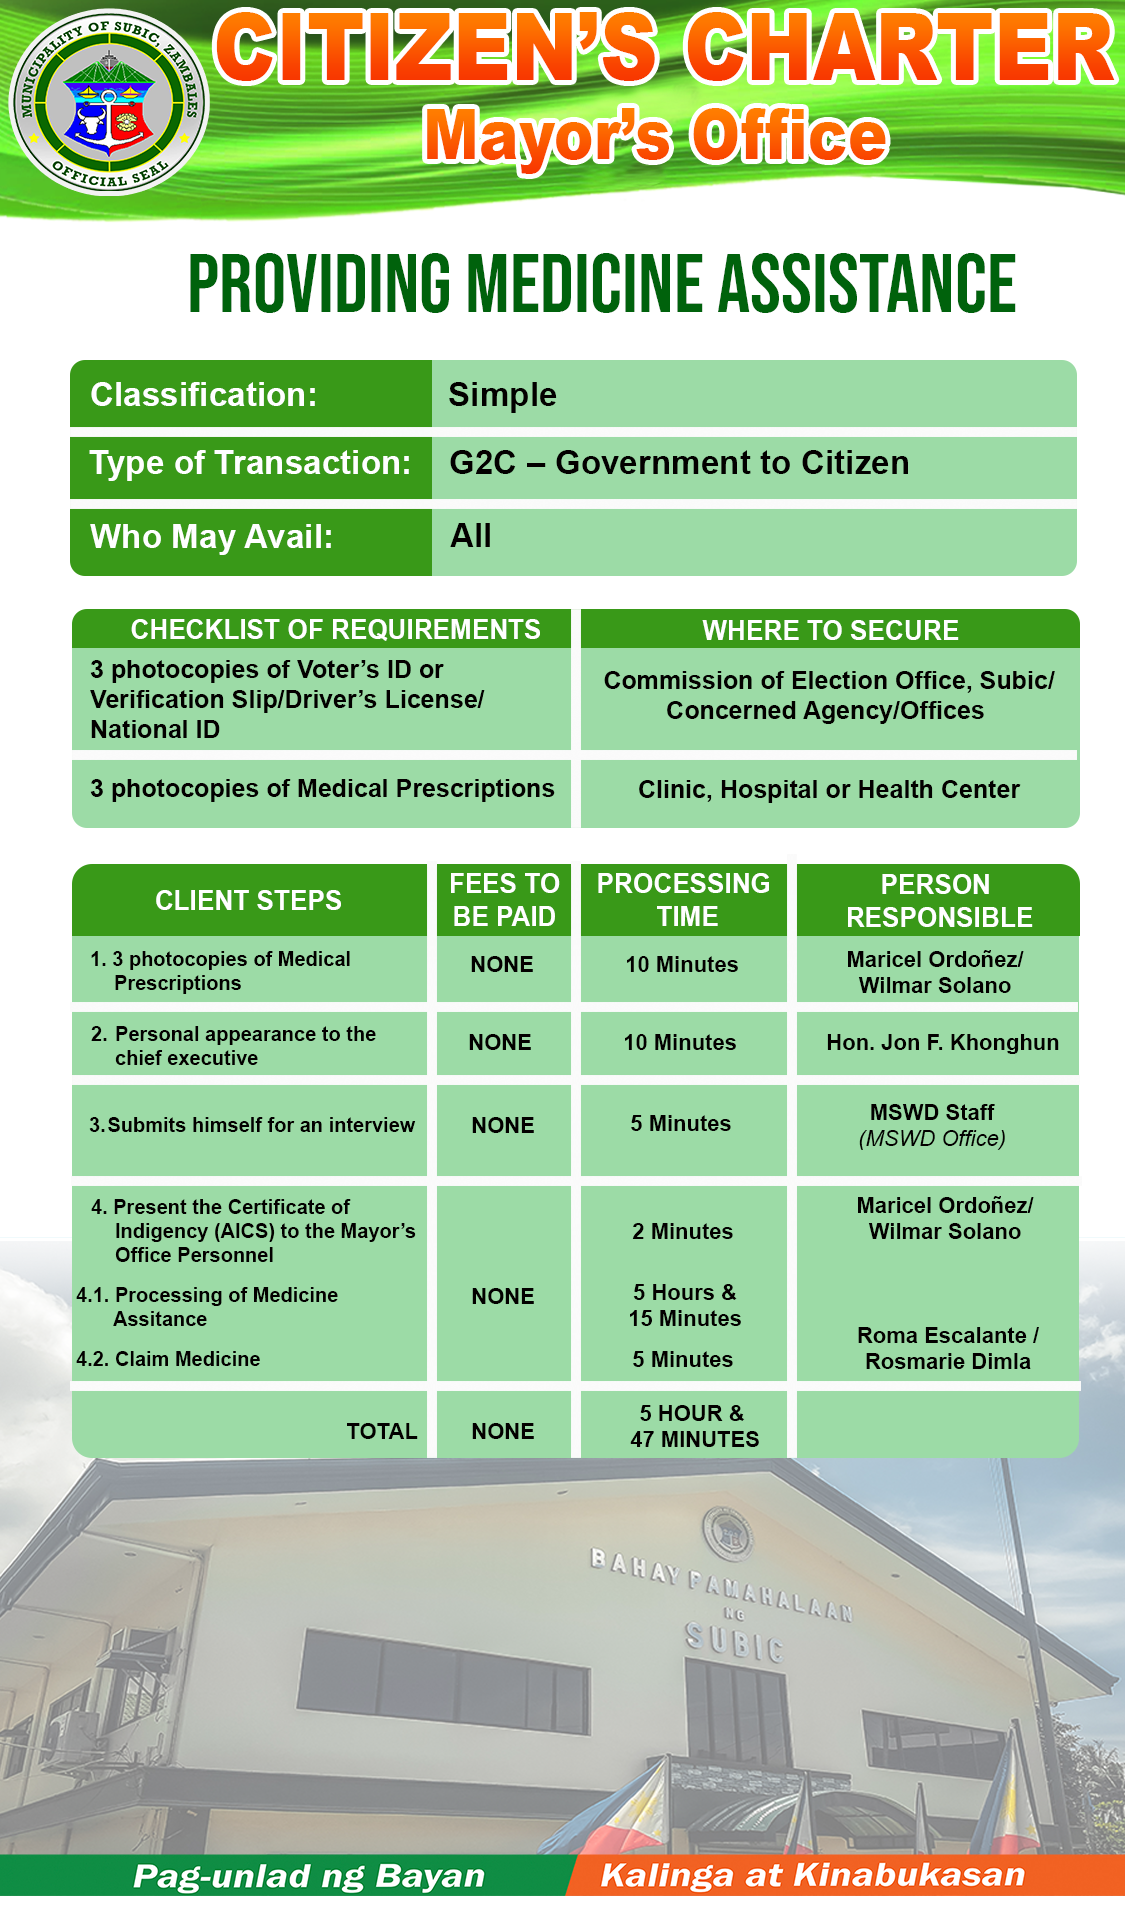 CITIZEN'S CHARTER
Mayor's Office
MUNICIPALITY OF SUBIC, ZAMBALES
OFFICIAL SEAL
PROVIDING MEDICINE ASSISTANCE
Classification: Simple
Type of Transaction: G2C – Government to Citizen
Who May Avail: All
CHECKLIST OF REQUIREMENTS
WHERE TO SECURE
3 photocopies of Voter's ID or
Verification Slip/Driver's License/
National ID
Commission of Election Office, Subic/
Concerned Agency/Offices
3 photocopies of Medical Prescriptions
Clinic, Hospital or Health Center
CLIENT STEPS
FEES TO
BE PAID
PROCESSING
TIME
PERSON
RESPONSIBLE
1. 3 photocopies of Medical
Prescriptions
NONE
10 Minutes
Maricel Ordoñez/
Wilmar Solano
2. Personal appearance to the
chief executive
NONE
10 Minutes
Hon. Jon F. Khonghun
3.Submits himself for an interview
NONE
5 Minutes
MSWD Staff
(MSWD Office)
4. Present the Certificate of
Indigency (AICS) to the Mayor's
Office Personnel
2 Minutes
Maricel Ordoñez/
Wilmar Solano
4.1. Processing of Medicine
Assitance
NONE
5 Hours &
15 Minutes
4.2. Claim Medicine
5 Minutes
Roma Escalante /
Rosmarie Dimla
TOTAL
NONE
5 HOUR &
47 MINUTES
BAHAY PAMAHALAAN
NG
SUBIC
Pag-unlad ng Bayan
Kalinga at Kinabukasan